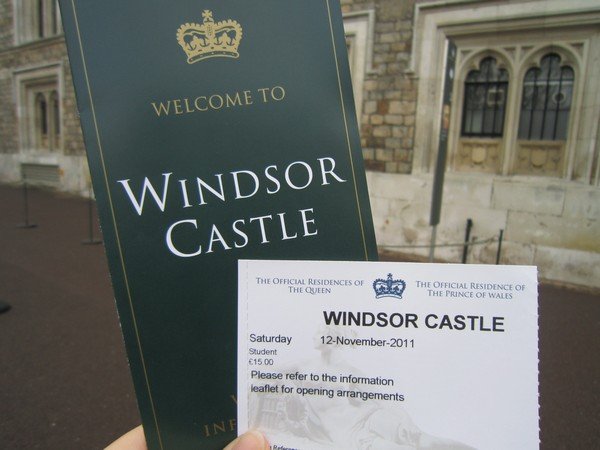 WELCOME TO
WINDSOR
CASTLE
THE OFFICIAL RESIDENCES OF
THE QUEEN
THE OFFICIAL RESIDENCE OF
THE PRINCE OF WALES
WINDSOR CASTLE
Saturday 12-November-2011
Student
£15.00
Please refer to the information
leaflet for opening arrangements